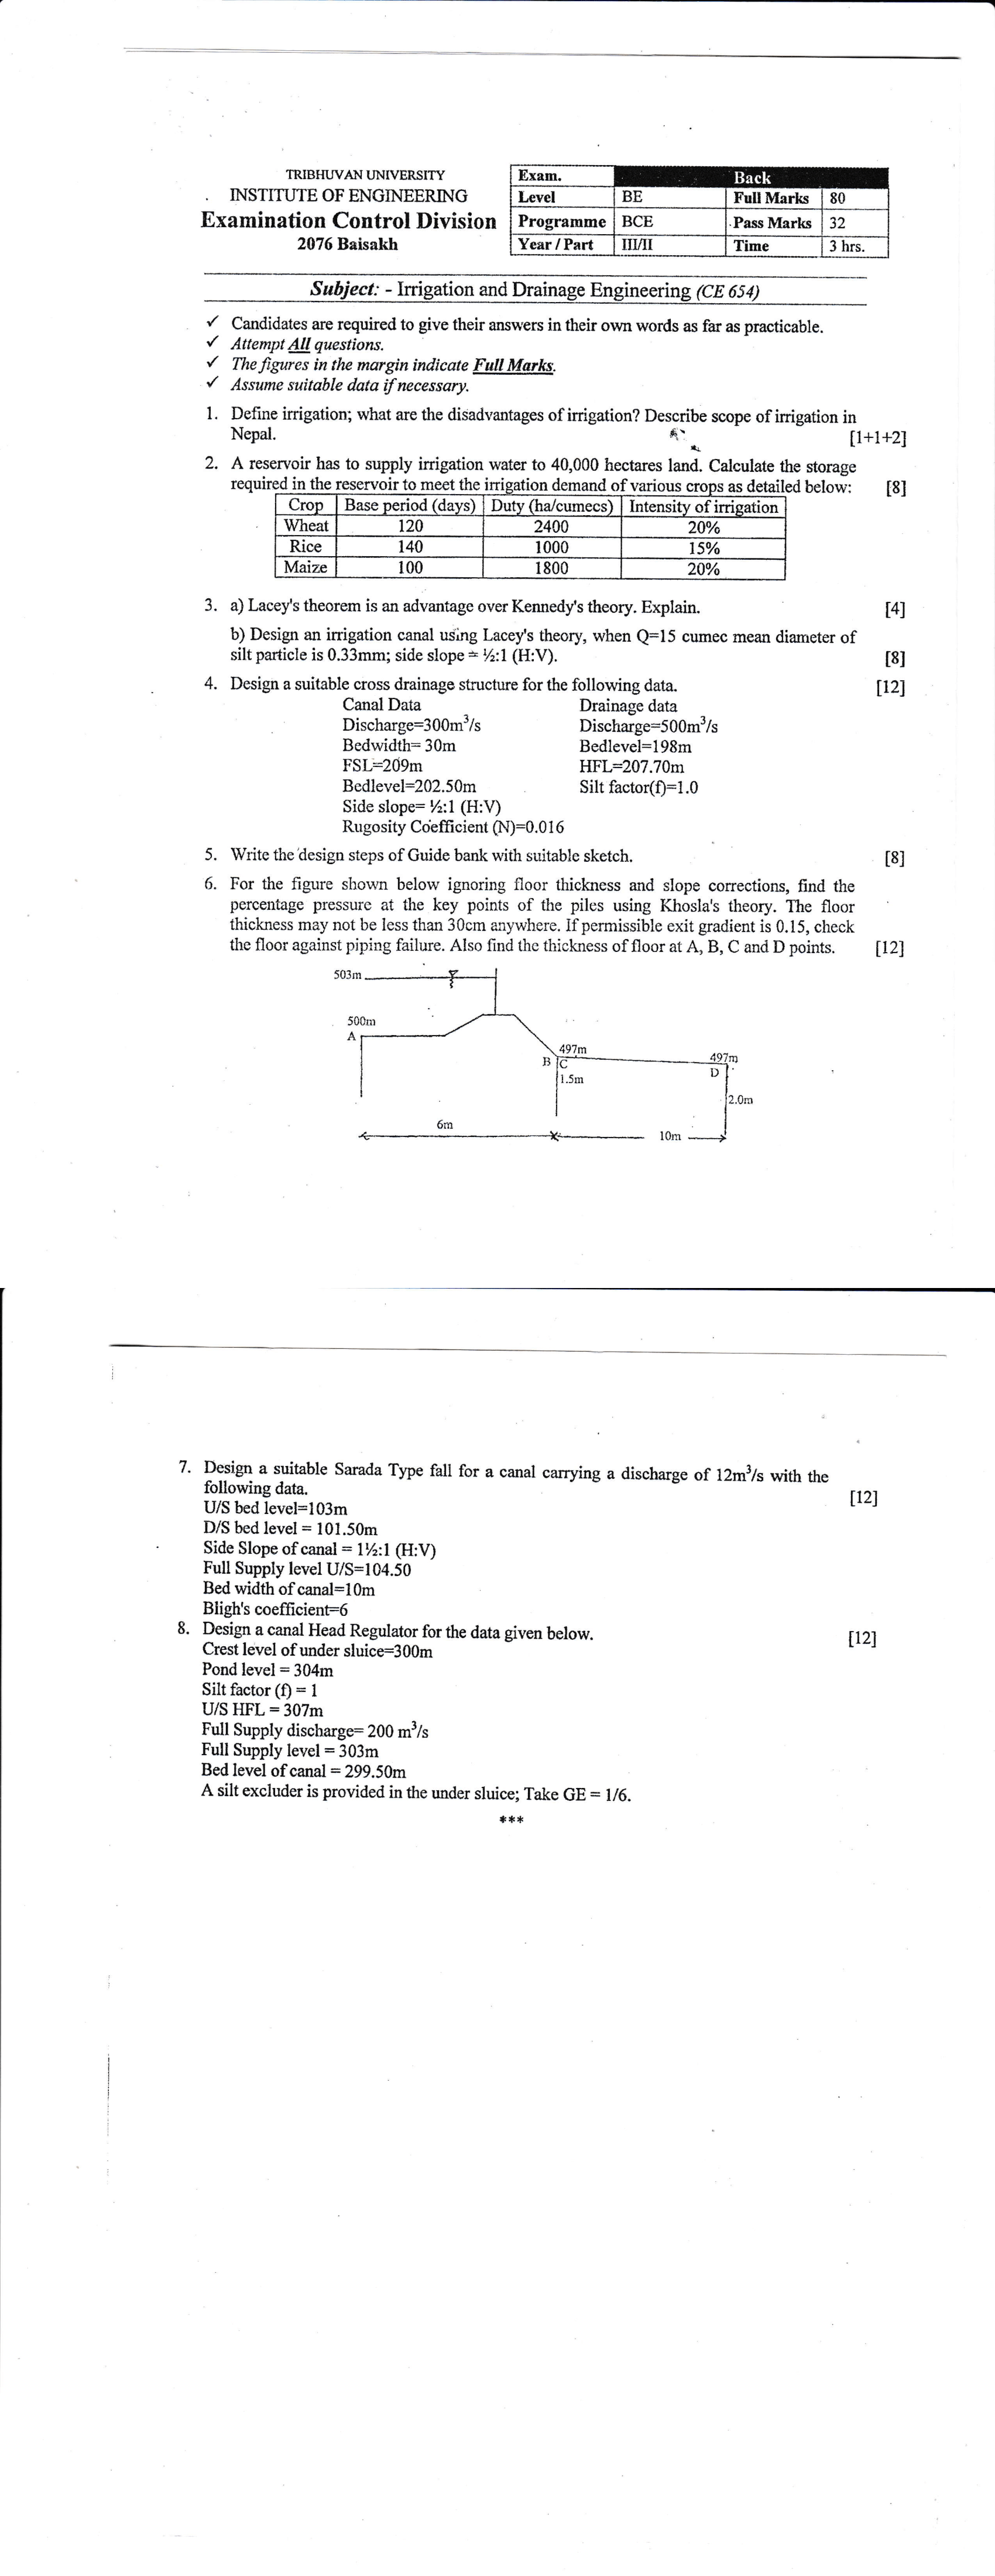 TRIBHUVAN UNIVERSITY
INSTITUTE OF ENGINEERING
Examination Control Division
2076 Baisakh
Exam. Back
Level BE Full Marks 80
Programme BCE Pass Marks 32
Year / Part III/II Time 3 hrs.
Subject: - Irrigation and Drainage Engineering (CE 654)
✓ Candidates are required to give their answers in their own words as far as practicable.
✓ Attempt All questions.
✓ The figures in the margin indicate Full Marks.
✓ Assume suitable data if necessary.
1. Define irrigation; what are the disadvantages of irrigation? Describe scope of irrigation in
Nepal. [1+1+2]
2. A reservoir has to supply irrigation water to 40,000 hectares land. Calculate the storage
required in the reservoir to meet the irrigation demand of various crops as detailed below: [8]
Crop Base period (days) Duty (ha/cumecs) Intensity of irrigation
Wheat 120 2400 20%
Rice 140 1000 15%
Maize 100 1800 20%
3. a) Lacey's theorem is an advantage over Kennedy's theory. Explain. [4]
b) Design an irrigation canal using Lacey's theory, when Q=15 cumec mean diameter of
silt particle is 0.33mm; side slope = ½:1 (H:V). [8]
4. Design a suitable cross drainage structure for the following data. [12]
Canal Data Drainage data
Discharge=300m³/s Discharge=500m³/s
Bedwidth= 30m Bedlevel=198m
FSL=209m HFL=207.70m
Bedlevel=202.50m Silt factor(f)=1.0
Side slope= ½:1 (H:V)
Rugosity Coefficient (N)=0.016
5. Write the design steps of Guide bank with suitable sketch. [8]
6. For the figure shown below ignoring floor thickness and slope corrections, find the
percentage pressure at the key points of the piles using Khosla's theory. The floor
thickness may not be less than 30cm anywhere. If permissible exit gradient is 0.15, check
the floor against piping failure. Also find the thickness of floor at A, B, C and D points. [12]
503m
500m
A
497m
B C
497m
D
1.5m
2.0m
6m
10m
7. Design a suitable Sarada Type fall for a canal carrying a discharge of 12m³/s with the
following data. [12]
U/S bed level=103m
D/S bed level = 101.50m
Side Slope of canal = 1½:1 (H:V)
Full Supply level U/S=104.50
Bed width of canal=10m
Bligh's coefficient=6
8. Design a canal Head Regulator for the data given below. [12]
Crest level of under sluice=300m
Pond level = 304m
Silt factor (f) = 1
U/S HFL = 307m
Full Supply discharge= 200 m³/s
Full Supply level = 303m
Bed level of canal = 299.50m
A silt excluder is provided in the under sluice; Take GE = 1/6.
***